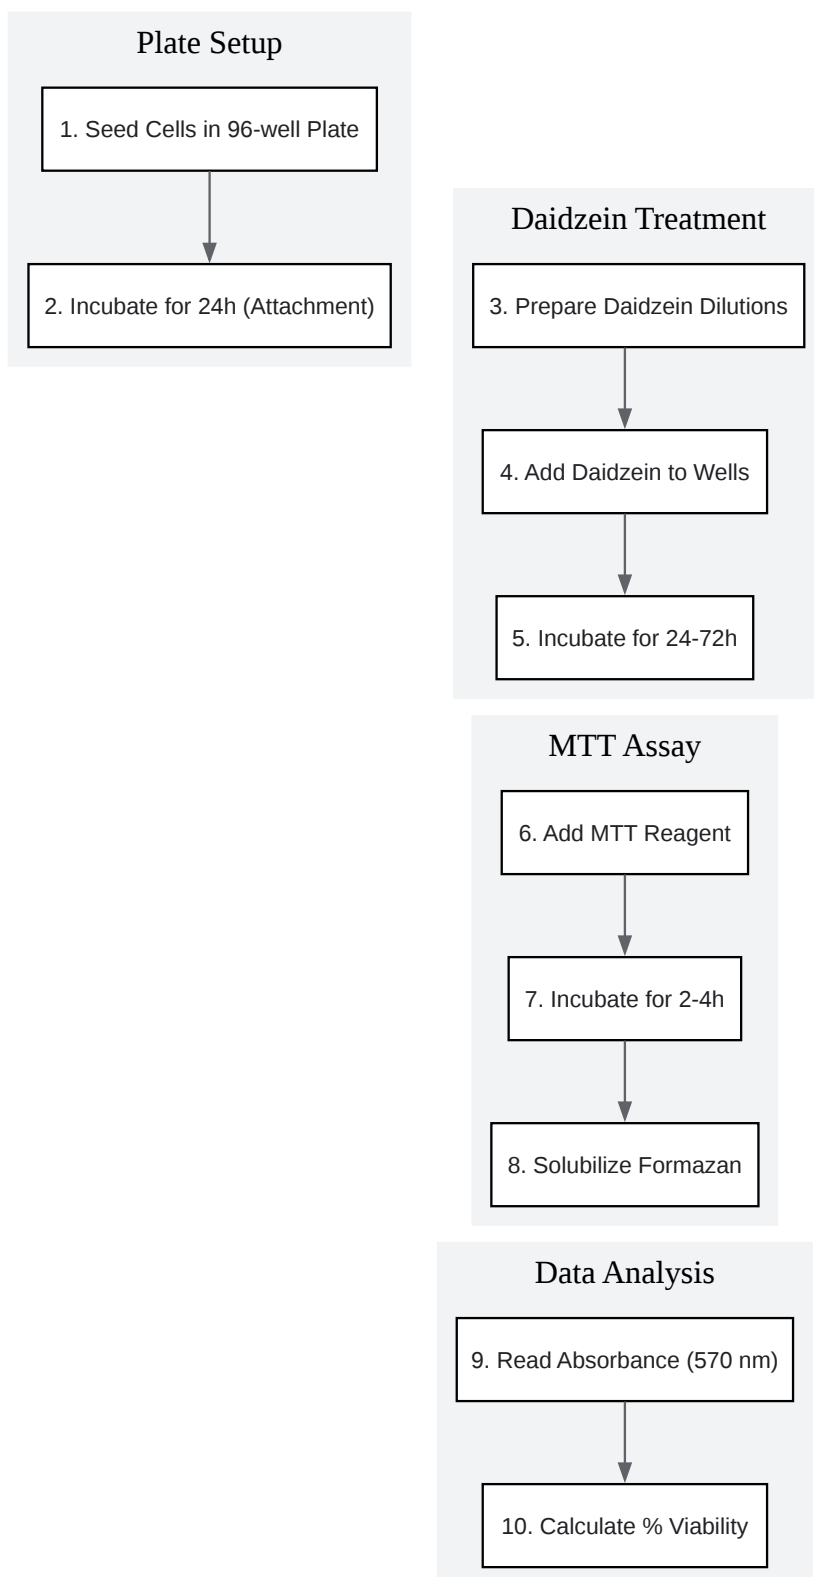 Plate Setup
1. Seed Cells in 96-well Plate
2. Incubate for 24h (Attachment)
Daidzein Treatment
3. Prepare Daidzein Dilutions
4. Add Daidzein to Wells
5. Incubate for 24-72h
MTT Assay
6. Add MTT Reagent
7. Incubate for 2-4h
8. Solubilize Formazan
Data Analysis
9. Read Absorbance (570 nm)
10. Calculate % Viability